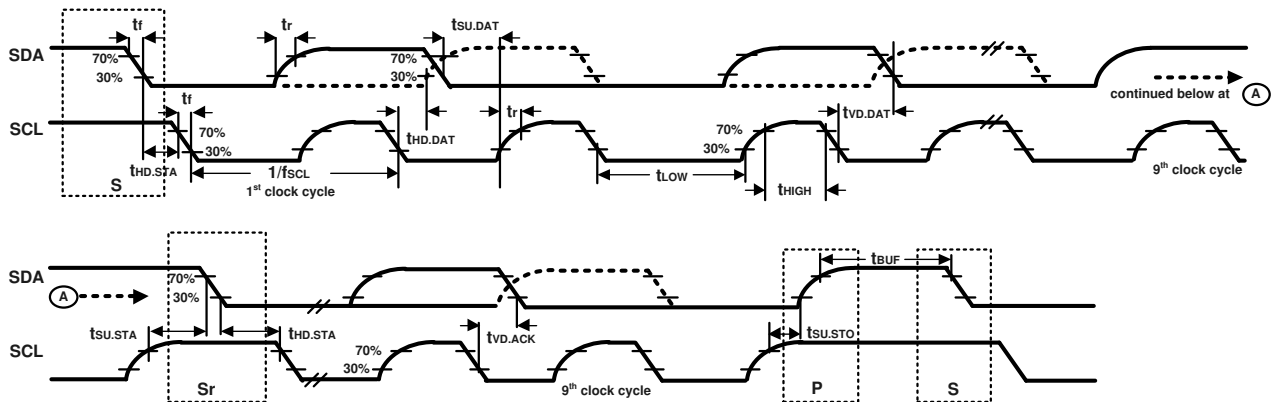 tf
tr
tSU.DAT
SDA
70%
30%
70%
30%
continued below at A
tf
tr
tHD.DAT
tVD.DAT
SCL
70%
30%
70%
30%
tHD.STA
1/fSCL
1st clock cycle
tLOW
tHIGH
9th clock cycle
S
SDA
70%
30%
A
tBUF
tSU.STA
tHD.STA
tVD.ACK
tSU.STO
SCL
70%
30%
9th clock cycle
Sr
P
S